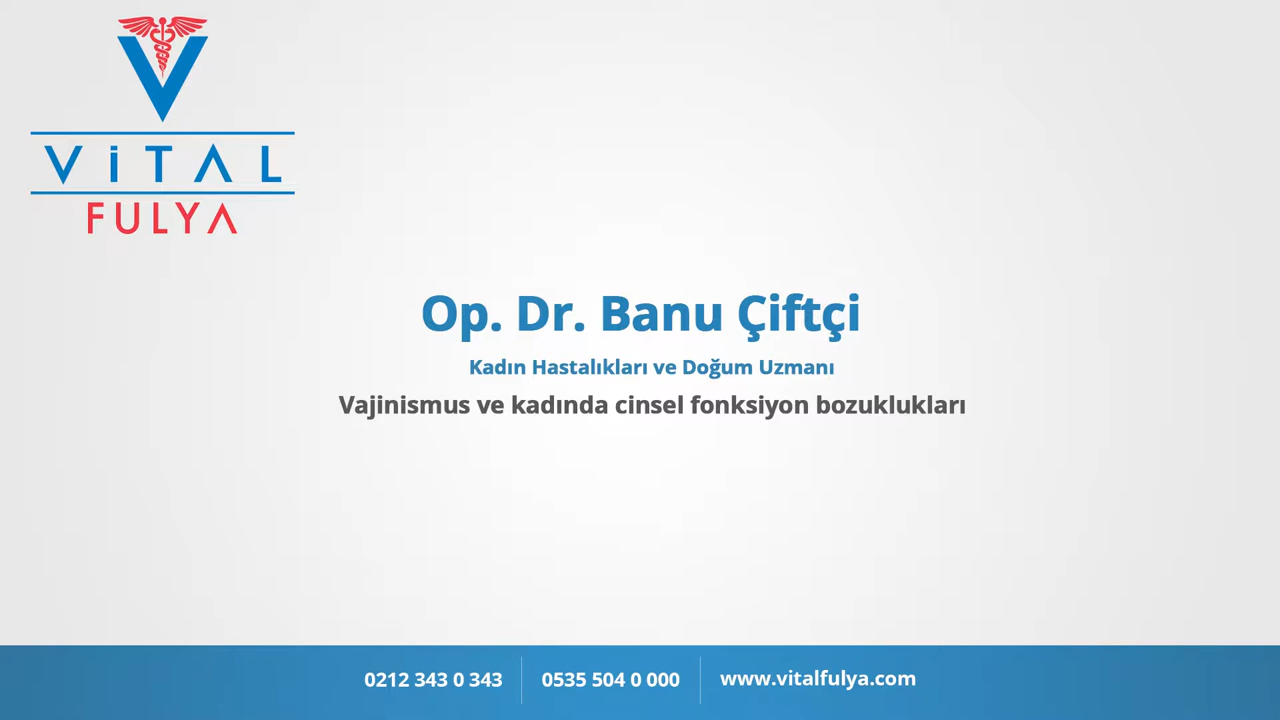 VİTAL
FULYA
Op. Dr. Banu Çiftçi
Kadın Hastalıkları ve Doğum Uzmanı
Vajinismus ve kadında cinsel fonksiyon bozuklukları
0212 343 0 343
0535 504 0 000
www.vitalfulya.com